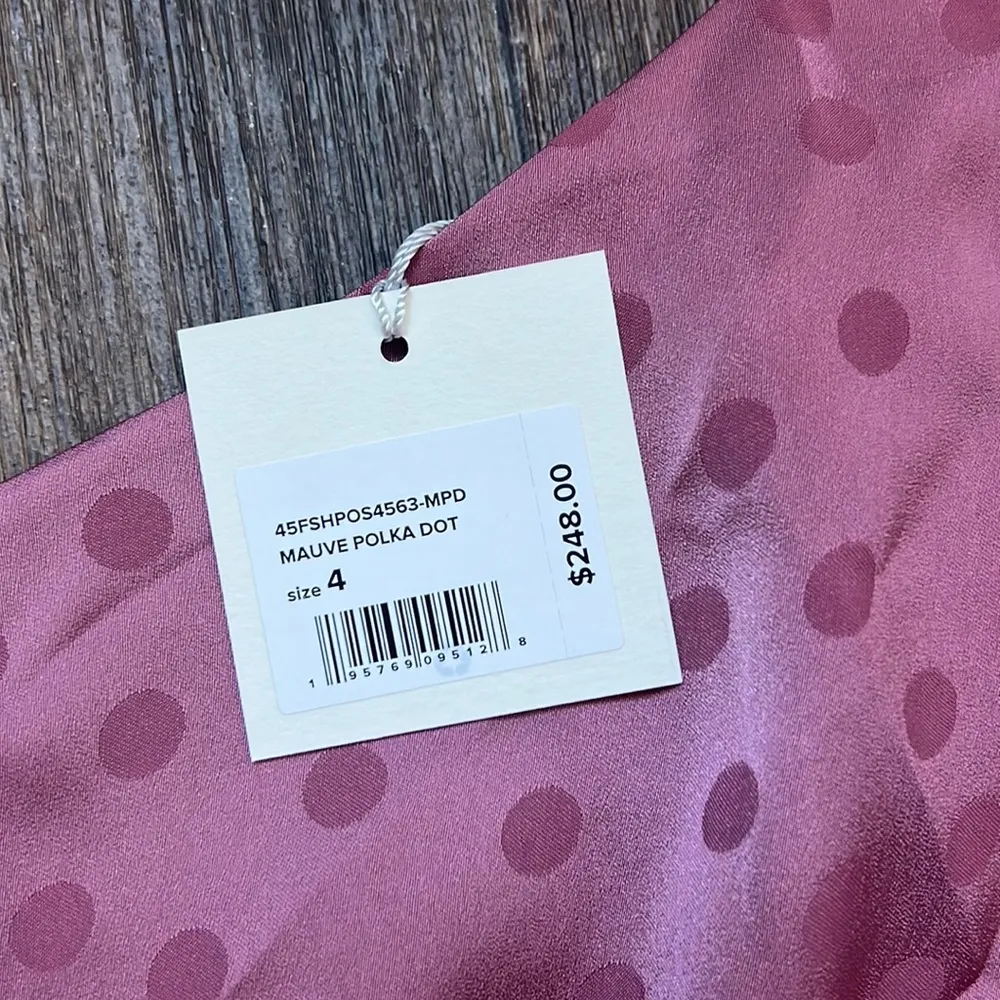 45FSHPOS4563-MPD
MAUVE POLKA DOT
size 4
1 95769 09512 8
$248.00